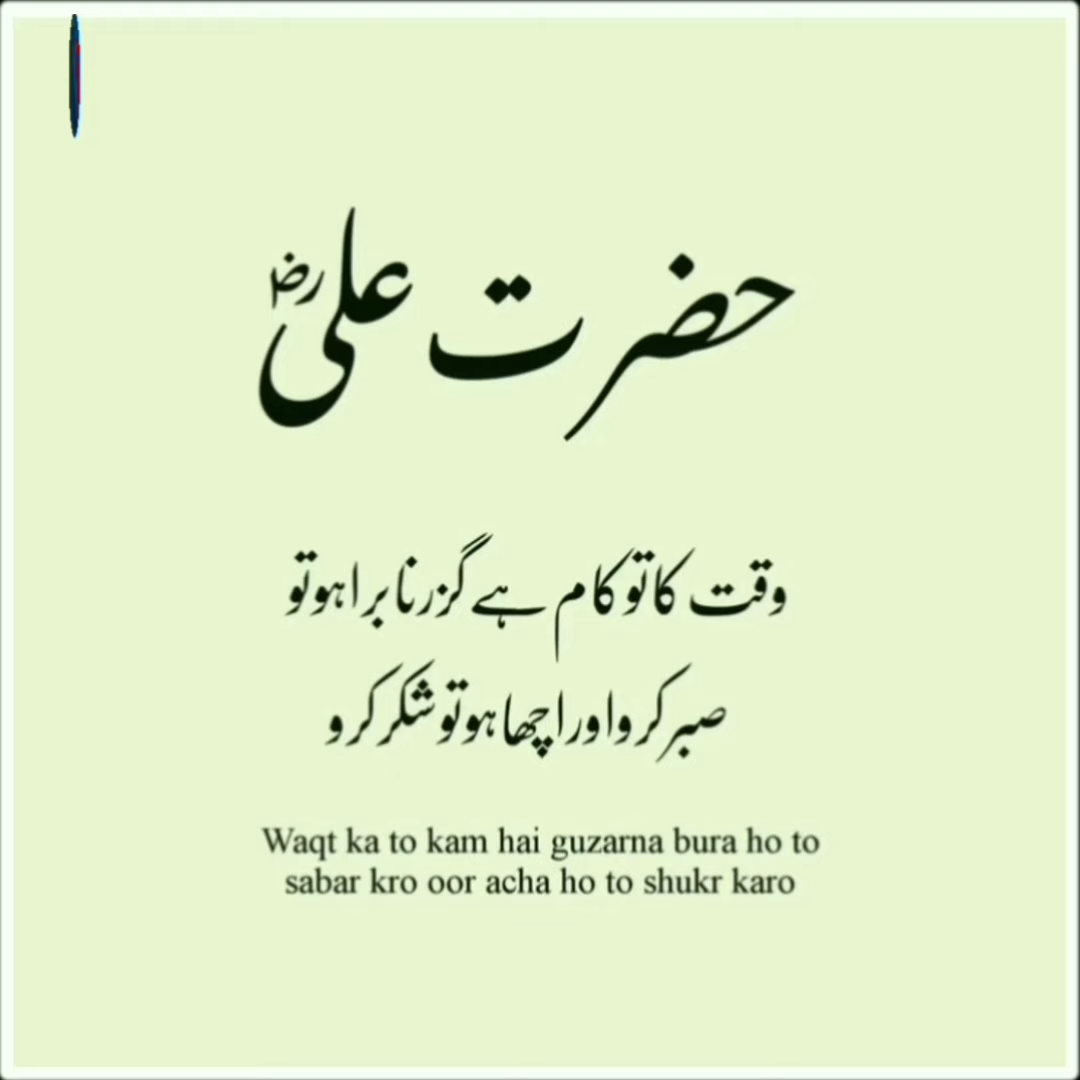 حضرت علیؓ
وقت کا تو کام ہے گزرنا برا ہو تو
صبر کرو اور اچھا ہو تو شکر کرو
Waqt ka to kam hai guzarna bura ho to
sabar kro oor acha ho to shukr karo